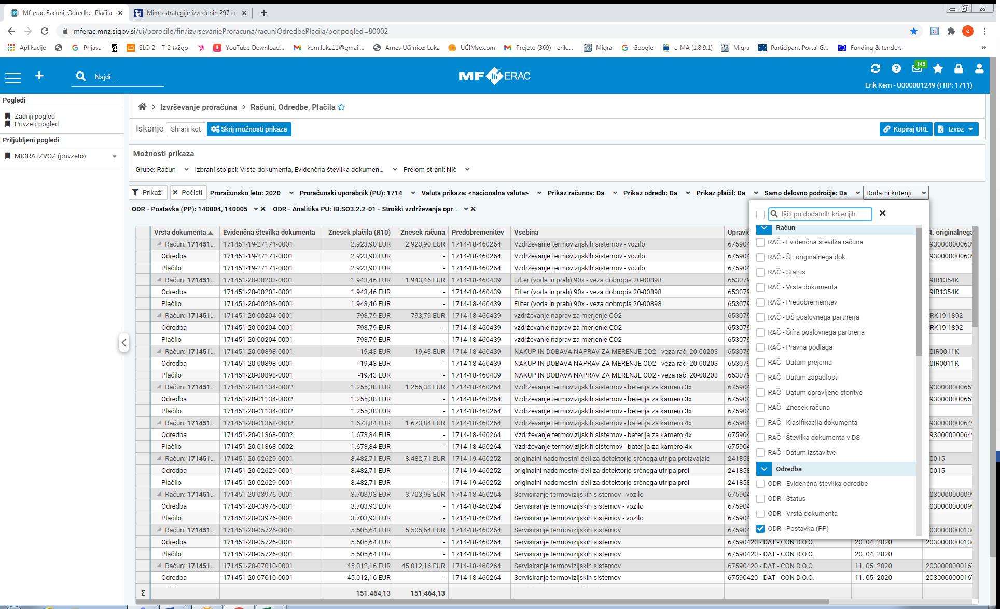 Mf-erac Računi, Odredbe, Plačila
Mimo strategije izvedenih 297 ce
mferac.mnz.sigov.si/ui/porocilo/fin/izvrsevanjeProracuna/racuniOdredbePlacila/por;pogled=80002
e
Aplikacije Prijava SLO 2 – T-2 tv2go YouTube Download... kern.luka11@gmail... Arnes Učilnice: Luka UČIMse.com Prejeto (369) - erik.... Migra Google e-MA (1.8.9.1) Migra Participant Portal G... Funding & tenders »
Najdi ...
MF ERAC
145
Erik Kern - U000001249 (FRP: 1711)
Pogledi
Zadnji pogled
Privzeti pogled
Priljubljeni pogledi
MIGRA IZVOZ (privzeto)
Izvrševanje proračuna > Računi, Odredbe, Plačila
Iskanje Shrani kot Skrij možnosti prikaza Kopiraj URL Izvoz
Možnosti prikaza
Grupe: Račun Izbrani stolpci: Vrsta dokumenta, Evidenčna številka dokumen... Prelom strani: Nič
Prikaži Počisti Proračunsko leto: 2020 Proračunski uporabnik (PU): 1714 Valuta prikaza: <nacionalna valuta> Prikaz računov: Da Prikaz odredb: Da Prikaz plačil: Da Samo delovno področje: Da Dodatni kriteriji:
ODR - Postavka (PP): 140004, 140005 ODR - Analitika PU: IB.SO3.2.2-01 - Stroški vzdrževanja opr...
Vrsta dokumenta Evidenčna številka dokumenta Znesek plačila (R10) Znesek računa Predobremenitev Vsebina Upravič št. originalnega
Račun: 171451... 171451-19-27171-0001 2.923,90 EUR 2.923,90 EUR 1714-18-460264 Vzdrževanje termovizijskih sistemov - vozilo 675904
Odredba 171451-19-27171-0001 2.923,90 EUR - 1714-18-460264 Vzdrževanje termovizijskih sistemov - vozilo 675904
Plačilo 171451-19-27171-0001 2.923,90 EUR - 1714-18-460264 Vzdrževanje termovizijskih sistemov - vozilo 675904
Račun: 171451... 171451-20-00203-0001 1.943,46 EUR 1.943,46 EUR 1714-18-460439 Filter (voda in prah) 90x - veza dobropis 20-00898 653079 9IR1354K
Odredba 171451-20-00203-0001 1.943,46 EUR - 1714-18-460439 Filter (voda in prah) 90x - veza dobropis 20-00898 653079 9IR1354K
Plačilo 171451-20-00203-0001 1.943,46 EUR - 1714-18-460439 Filter (voda in prah) 90x - veza dobropis 20-00898 653079
Račun: 171451... 171451-20-00204-0001 793,79 EUR 793,79 EUR 1714-18-460439 vzdrževanje naprav za merjenje CO2 653079 RK19-1892
Odredba 171451-20-00204-0001 793,79 EUR - 1714-18-460439 vzdrževanje naprav za merjenje CO2 653079 RK19-1892
Plačilo 171451-20-00204-0001 793,79 EUR - 1714-18-460439 vzdrževanje naprav za merjenje CO2 653079
Račun: 171451... 171451-20-00898-0001 -19,43 EUR -19,43 EUR 1714-18-460439 NAKUP IN DOBAVA NAPRAV ZA MERENJE CO2 - veza rač. 20-00203 653079 0IR0011K
Odredba 171451-20-00898-0001 -19,43 EUR - 1714-18-460439 NAKUP IN DOBAVA NAPRAV ZA MERENJE CO2 - veza rač. 20-00203 653079 0IR0011K
Plačilo 171451-20-00898-0001 -19,43 EUR - 1714-18-460439 NAKUP IN DOBAVA NAPRAV ZA MERENJE CO2 - veza rač. 20-00203 653079
Račun: 171451... 171451-20-01134-0002 1.255,38 EUR 1.255,38 EUR 1714-18-460264 Vzdrževanje termovizijskih sistemov - beterija za kamero 3x 675904
Odredba 171451-20-01134-0002 1.255,38 EUR - 1714-18-460264 Vzdrževanje termovizijskih sistemov - beterija za kamero 3x 675904
Plačilo 171451-20-01134-0002 1.255,38 EUR - 1714-18-460264 Vzdrževanje termovizijskih sistemov - beterija za kamero 3x 675904
Račun: 171451... 171451-20-01368-0002 1.673,84 EUR 1.673,84 EUR 1714-18-460264 Vzdrževanje termovizijskih sistemov - baterija za kamero 4x 675904
Odredba 171451-20-01368-0002 1.673,84 EUR - 1714-18-460264 Vzdrževanje termovizijskih sistemov - baterija za kamero 4x 675904
Plačilo 171451-20-01368-0002 1.673,84 EUR - 1714-18-460264 Vzdrževanje termovizijskih sistemov - baterija za kamero 4x 675904
Račun: 171451... 171451-20-02629-0001 8.482,71 EUR 8.482,71 EUR 1714-19-460252 originalni nadomestni deli za detektorje srčnega utripa proizvajalc 241858 00015
Odredba 171451-20-02629-0001 8.482,71 EUR - 1714-19-460252 originalni nadomestni deli za detektorje srčnega utripa proi 241858 00015
Plačilo 171451-20-02629-0001 8.482,71 EUR - 1714-19-460252 originalni nadomestni deli za detektorje srčnega utripa proi 241858
Račun: 171451... 171451-20-03976-0001 3.703,93 EUR 3.703,93 EUR 1714-18-460264 Servisiranje termovizijskih sistemov - vozilo 675904
Odredba 171451-20-03976-0001 3.703,93 EUR - 1714-18-460264 Servisiranje termovizijskih sistemov - vozilo 675904
Plačilo 171451-20-03976-0001 3.703,93 EUR - 1714-18-460264 Servisiranje termovizijskih sistemov - vozilo 675904
Račun: 171451... 171451-20-05726-0001 5.505,64 EUR 5.505,64 EUR 1714-18-460264 Servisiranje termovizijskih sistemov 675904
Odredba 171451-20-05726-0001 5.505,64 EUR - 1714-18-460264 Servisiranje termovizijskih sistemov 67590420 - DAT - CON D.O.O. 20. 04. 2020
Plačilo 171451-20-05726-0001 5.505,64 EUR - 1714-18-460264 Servisiranje termovizijskih sistemov 67590420 - DAT - CON D.O.O. 20. 04. 2020
Račun: 171451... 171451-20-07010-0001 45.012,16 EUR 45.012,16 EUR 1714-18-460264 Servisiranje termovizijskih sistemov 67590420 - DAT - CON D.O.O. 11. 05. 2020
Odredba 171451-20-07010-0001 45.012,16 EUR - 1714-18-460264 Servisiranje termovizijskih sistemov 67590420 - DAT - CON D.O.O. 11. 05. 2020
Σ 151.464,13 151.464,13
Išči po dodatnih kriterijih
Račun
RAČ - Evidenčna številka računa
RAČ - Št. originalnega dok.
RAČ - Status
RAČ - Vrsta dokumenta
RAČ - Predobremenitev
RAČ - DŠ poslovnega partnerja
RAČ - Šifra poslovnega partnerja
RAČ - Pravna podlaga
RAČ - Datum prejema
RAČ - Datum zapadlosti
RAČ - Datum opravljene storitve
RAČ - Znesek računa
RAČ - Klasifikacija dokumenta
RAČ - Številka dokumenta v DS
RAČ - Datum izstavitve
Odredba
ODR - Evidenčna številka odredbe
ODR - Status
ODR - Vrsta dokumenta
ODR - Postavka (PP)